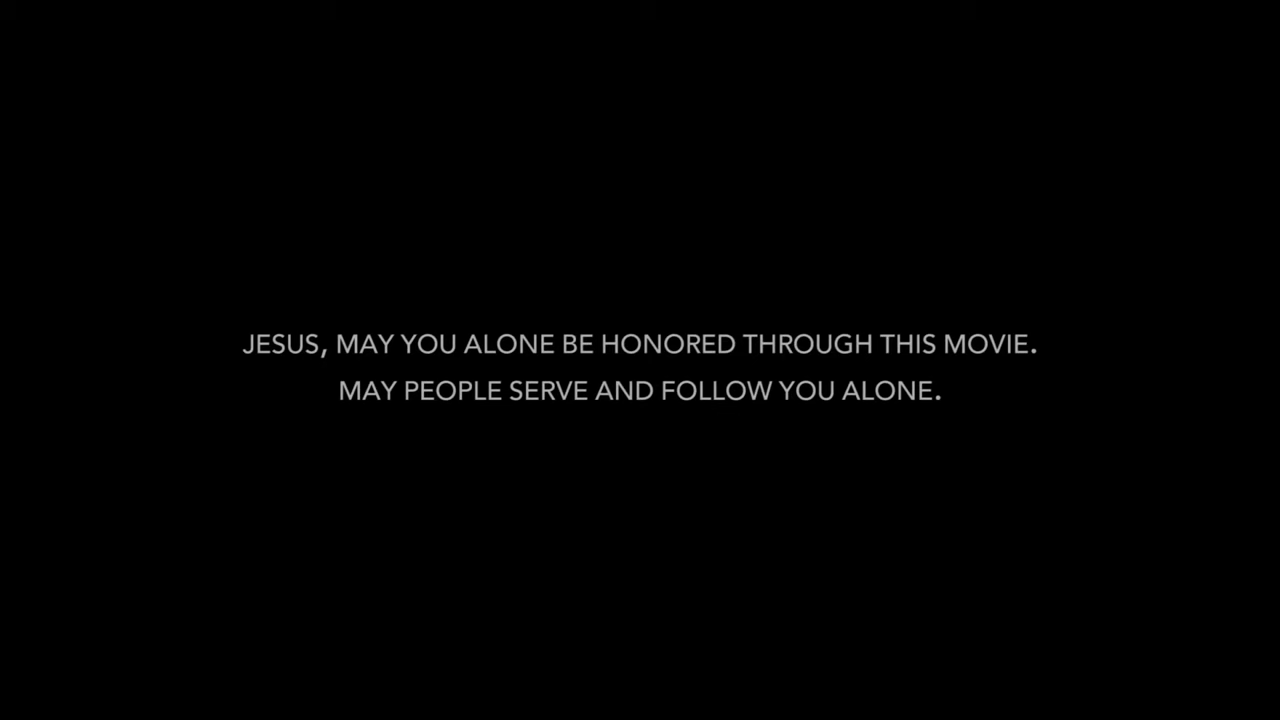 JESUS, MAY YOU ALONE BE HONORED THROUGH THIS MOVIE.
MAY PEOPLE SERVE AND FOLLOW YOU ALONE.